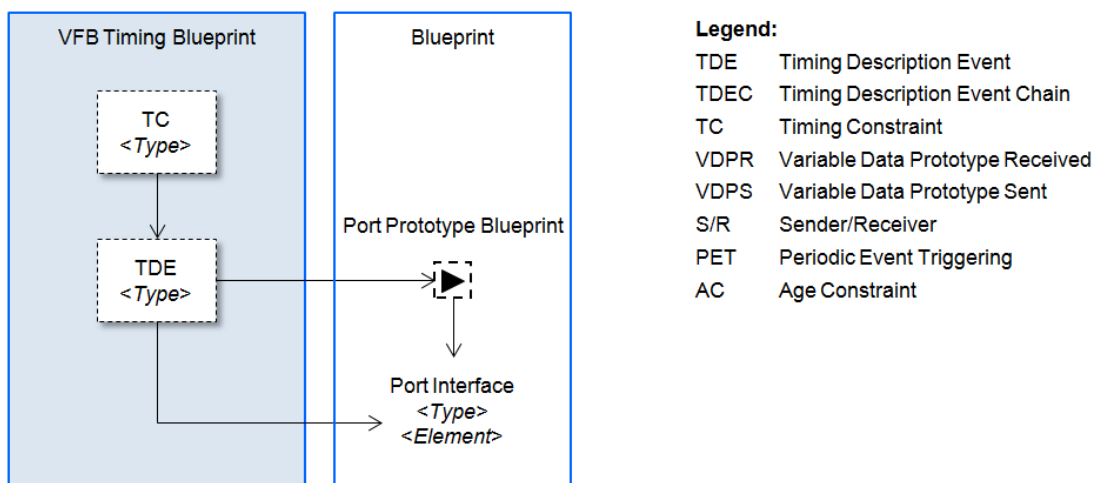 VFB Timing Blueprint
TC
<Type>
TDE
<Type>
Blueprint
Port Prototype Blueprint
Port Interface
<Type>
<Element>
Legend:
TDE Timing Description Event
TDEC Timing Description Event Chain
TC Timing Constraint
VDPR Variable Data Prototype Received
VDPS Variable Data Prototype Sent
S/R Sender/Receiver
PET Periodic Event Triggering
AC Age Constraint